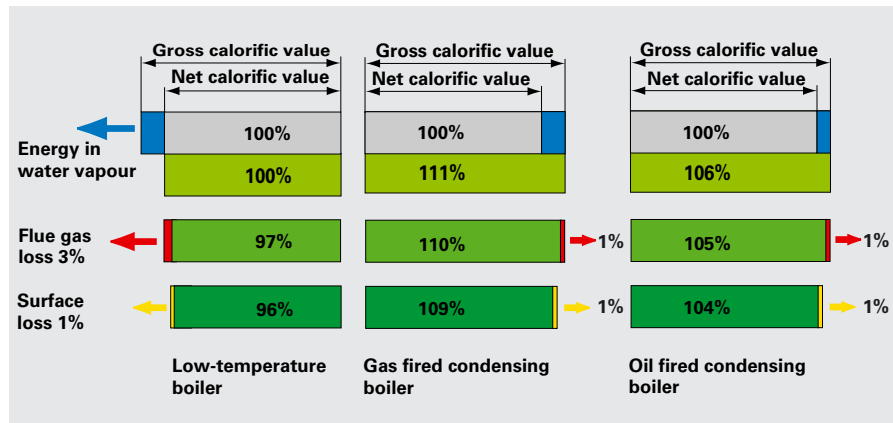 Gross calorific value
Net calorific value
Gross calorific value
Net calorific value
Gross calorific value
Net calorific value
Energy in
water vapour
100%
100%
100%
100%
111%
106%
Flue gas
loss 3%
97%
110%
1%
105%
1%
Surface
loss 1%
96%
109%
1%
104%
1%
Low-temperature
boiler
Gas fired condensing
boiler
Oil fired condensing
boiler